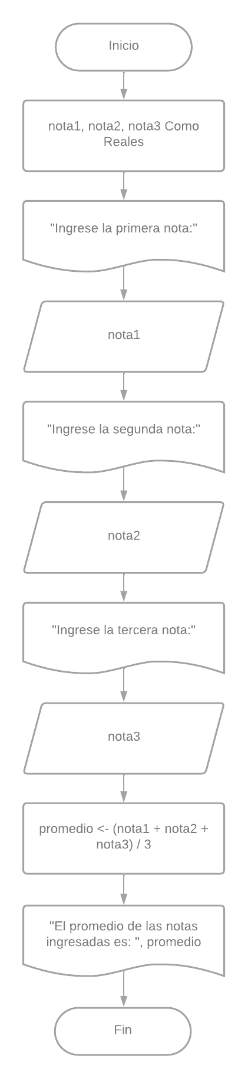 Inicio
nota1, nota2, nota3 Como
Reales
"Ingrese la primera nota:"
nota1
"Ingrese la segunda nota:"
nota2
"Ingrese la tercera nota:"
nota3
promedio <- (nota1 + nota2 +
nota3) / 3
"El promedio de las notas
ingresadas es: ", promedio
Fin